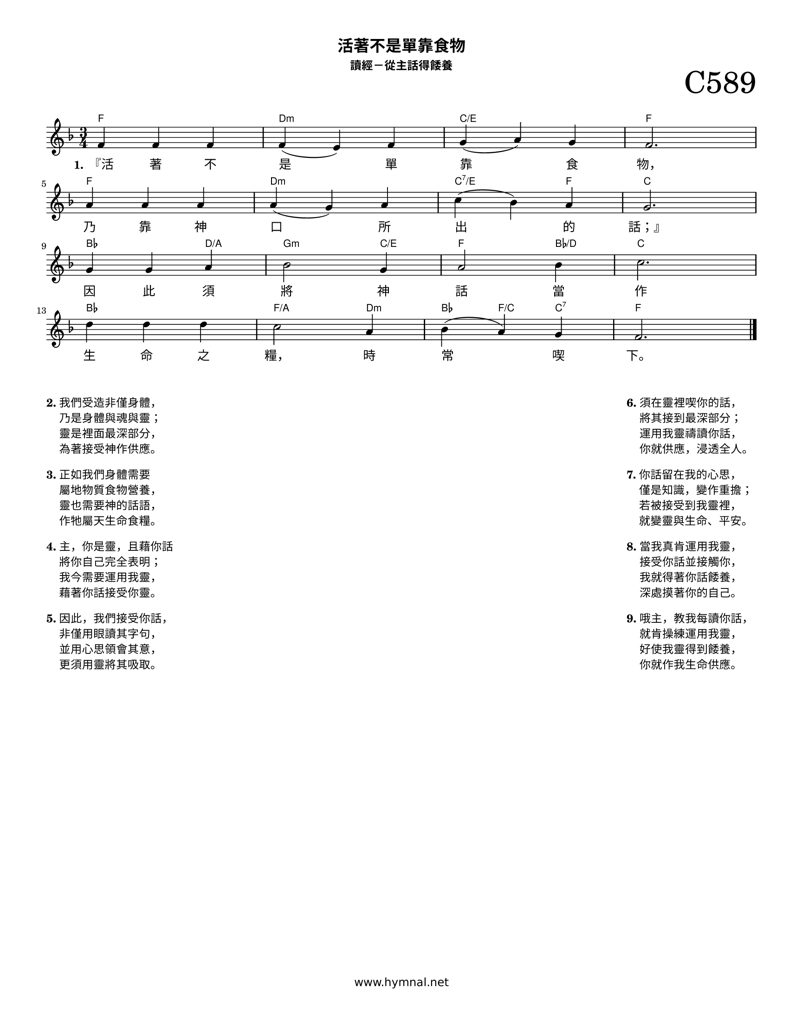 活著不是單靠食物
讀經－從主話得餧養
C589
F Dm C/E F
3
4
1. 『活 著 不 是 單 靠 食 物，
5
F Dm C7/E F C
乃 靠 神 口 所 出 的 話；』
9
B♭ D/A Gm C/E F B♭/D C
因 此 須 將 神 話 當 作
13
B♭ F/A Dm B♭ F/C C7 F
生 命 之 糧， 時 常 喫 下。
2. 我們受造非僅身體，
乃是身體與魂與靈；
靈是裡面最深部分，
為著接受神作供應。
3. 正如我們身體需要
屬地物質食物營養，
靈也需要神的話語，
作牠屬天生命食糧。
4. 主，你是靈，且藉你話
將你自己完全表明；
我今需要運用我靈，
藉著你話接受你靈。
5. 因此，我們接受你話，
非僅用眼讀其字句，
並用心思領會其意，
更須用靈將其吸取。
6. 須在靈裡喫你的話，
將其接到最深部分；
運用我靈禱讀你話，
你就供應，浸透全人。
7. 你話留在我的心思，
僅是知識，變作重擔；
若被接受到我靈裡，
就變靈與生命、平安。
8. 當我真肯運用我靈，
接受你話並接觸你，
我就得著你話餧養，
深處摸著你的自己。
9. 哦主，教我每讀你話，
就肯操練運用我靈，
好使我靈得到餧養，
你就作我生命供應。
www.hymnal.net